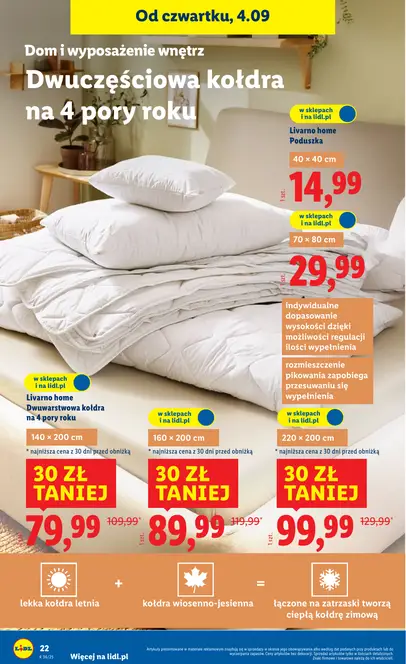 Od czwartku, 4.09
Dom i wyposażenie wnętrz
Dwuczęściowa kołdra
na 4 pory roku
w sklepach
i na lidl.pl
Livarno home
Poduszka
40 × 40 cm
1 szt.
14,99
w sklepach
i na lidl.pl
70 × 80 cm
1 szt.
29,99
indywidualne
dopasowanie
wysokości dzięki
możliwości regulacji
ilości wypełnienia
rozmieszczenie
pikowania zapobiega
przesuwaniu się
wypełnienia
w sklepach
i na lidl.pl
Livarno home
Dwuwarstwowa kołdra
na 4 pory roku
140 × 200 cm
* najniższa cena z 30 dni przed obniżką
30 ZŁ
TANIEJ
1 szt.
79,99
109,99*
w sklepach
i na lidl.pl
160 × 200 cm
* najniższa cena z 30 dni przed obniżką
30 ZŁ
TANIEJ
1 szt.
89,99
119,99*
w sklepach
i na lidl.pl
220 × 200 cm
* najniższa cena z 30 dni przed obniżką
30 ZŁ
TANIEJ
1 szt.
99,99
129,99*
+
=
lekka kołdra letnia
kołdra wiosenno-jesienna
łączone na zatrzaski tworzą
ciepłą kołdrę zimową
LIDL
22
Więcej na lidl.pl